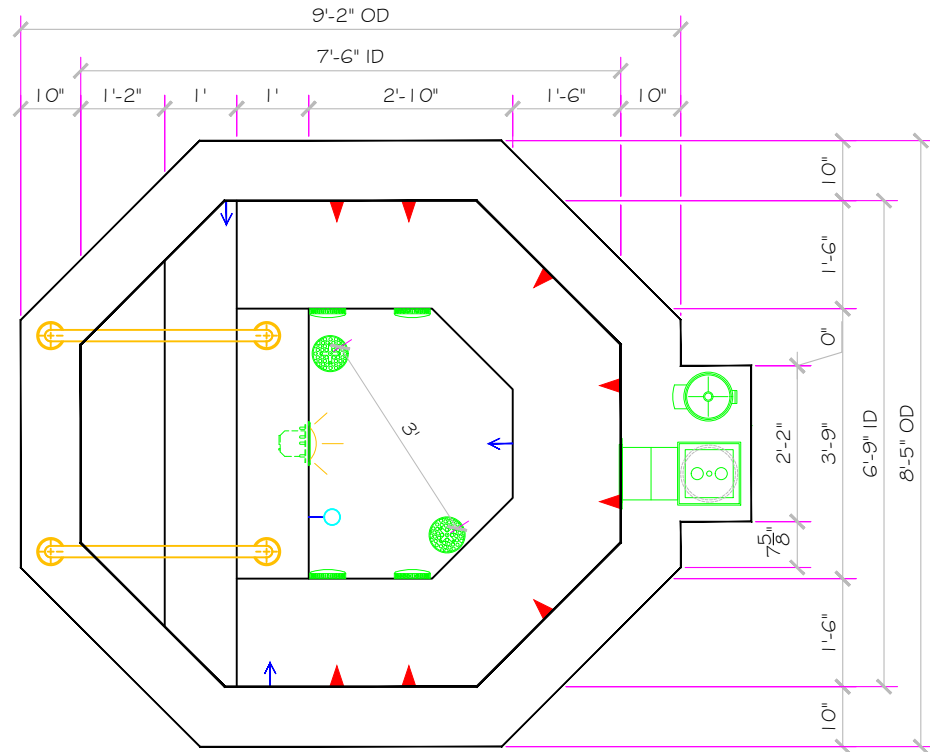 9'-2" OD
7'-6" ID
10" 1'-2" 1' 1' 2'-10" 1'-6" 10"
10"
1'-6"
0"
3'
2'-2"
3'-9"
6'-9" ID
8'-5" OD
7 5/8"
1'-6"
10"